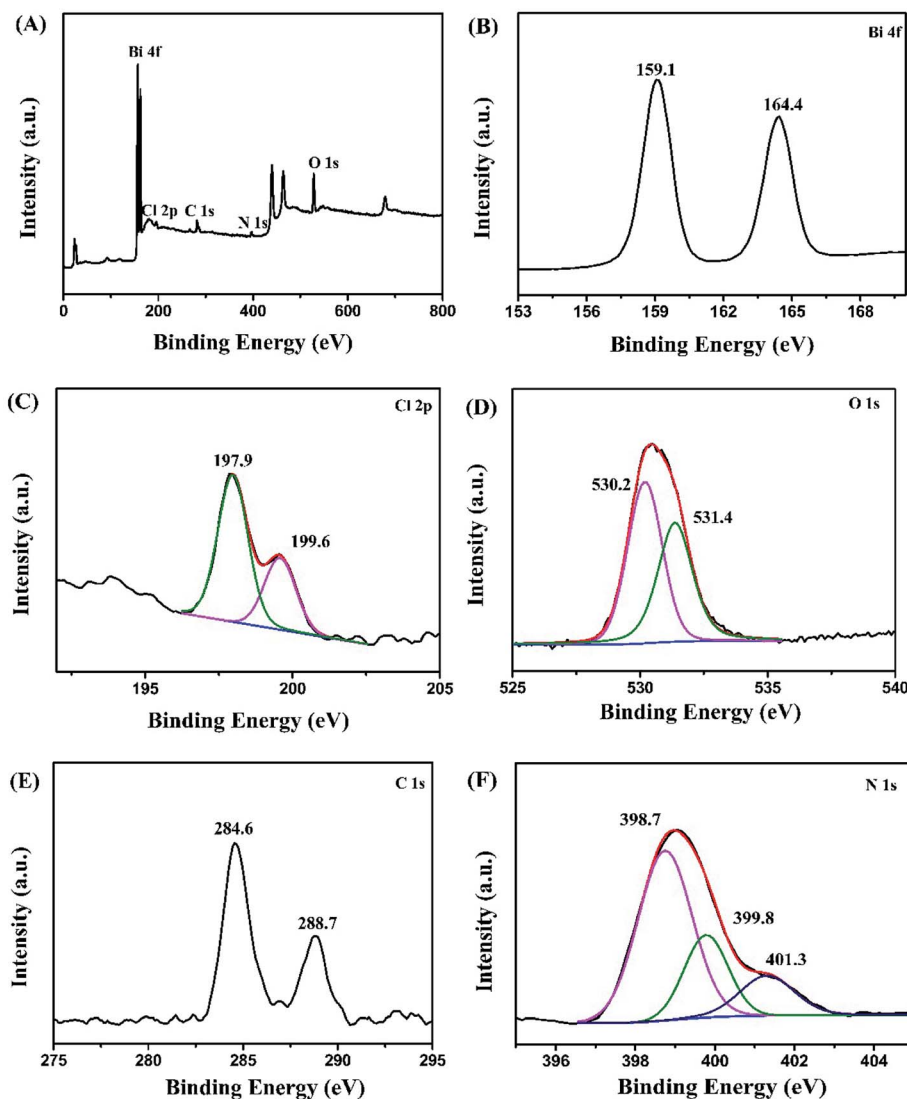 (A)
Bi 4f
Cl 2p
C 1s
N 1s
O 1s
Intensity (a.u.)
0 200 400 600 800
Binding Energy (eV)
(B)
Bi 4f
159.1
164.4
Intensity (a.u.)
153 156 159 162 165 168
Binding Energy (eV)
(C)
Cl 2p
197.9
199.6
Intensity (a.u.)
195 200 205
Binding Energy (eV)
(D)
O 1s
530.2
531.4
Intensity (a.u.)
525 530 535 540
Binding Energy (eV)
(E)
C 1s
284.6
288.7
Intensity (a.u.)
275 280 285 290 295
Binding Energy (eV)
(F)
N 1s
398.7
399.8
401.3
Intensity (a.u.)
396 398 400 402 404
Binding Energy (eV)